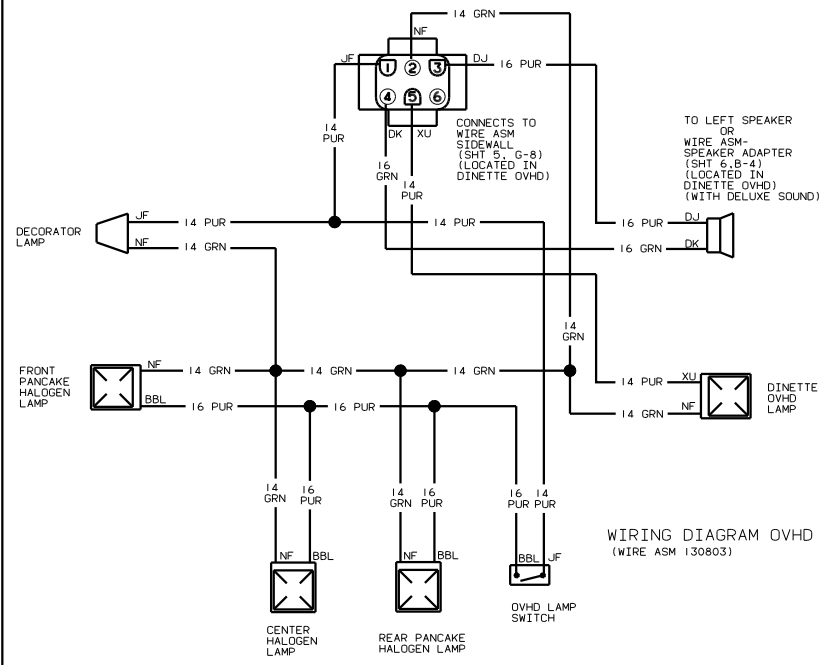 14 GRN
NF
JF
1
2
3
DJ
16 PUR
4
5
6
14
PUR
DK
XU
CONNECTS TO
WIRE ASM
SIDEWALL
(SHT 5, G-8)
(LOCATED IN
DINETTE OVHD)
TO LEFT SPEAKER
OR
WIRE ASM-
SPEAKER ADAPTER
(SHT 6,B-4)
(LOCATED IN
DINETTE OVHD)
(WITH DELUXE SOUND)
16
GRN
14
PUR
DECORATOR
LAMP
JF
14 PUR
14 PUR
16 PUR
DJ
NF
14 GRN
16 GRN
DK
14
GRN
FRONT
PANCAKE
HALOGEN
LAMP
NF
14 GRN
14 GRN
14 GRN
BBL
16 PUR
16 PUR
14 PUR
XU
14 GRN
NF
DINETTE
OVHD
LAMP
14
GRN
16
PUR
14
GRN
16
PUR
16
PUR
14
PUR
WIRING DIAGRAM OVHD
(WIRE ASM 130803)
NF
BBL
NF
BBL
BBL
JF
CENTER
HALOGEN
LAMP
REAR PANCAKE
HALOGEN LAMP
OVHD LAMP
SWITCH